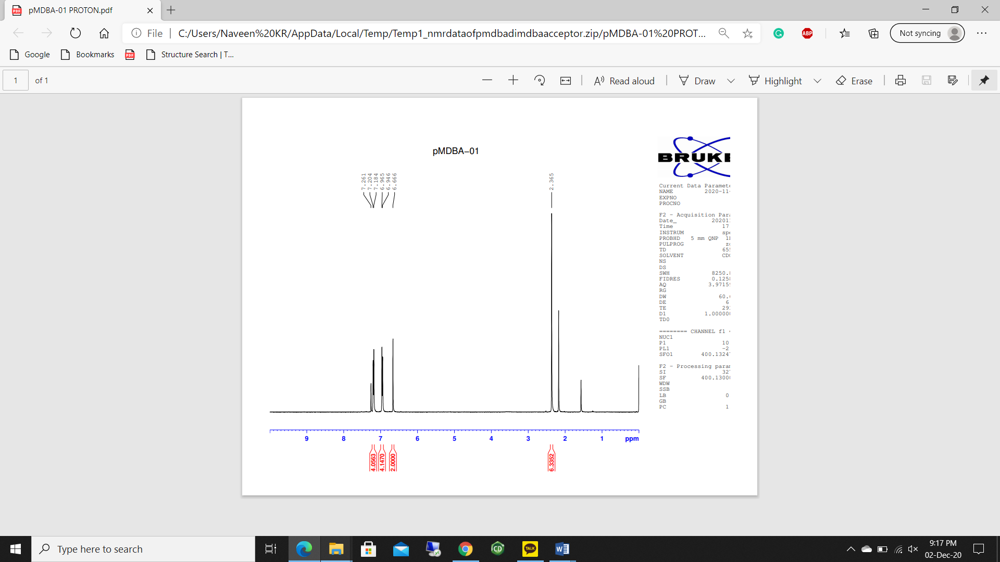 pMDBA-01 PROTON.pdf
File
C:/Users/Naveen%20KR/AppData/Local/Temp/Temp1_nmrdataofpmdbadimdbaacceptor.zip/pMDBA-01%20PROT...
ABP
Not syncing
Google
Bookmarks
PDF
Structure Search | T...
1
of 1
Read aloud
Draw
Highlight
Erase
pMDBA−01
7.261
7.204
7.184
6.965
6.946
6.666
2.365
BRUKE
Current Data Paramete
NAME 2020-11-
EXPNO
PROCNO
F2 - Acquisition Para
Date_ 20201
Time 17
INSTRUM spe
PROBHD 5 mm QNP 1
PULPROG
TD 65
SOLVENT CD
NS
DS
SWH 8250.
FIDRES 0.125
AQ 3.9715
RG
DW 60.
DE 6
TE 29
D1 1.00000
TD0
======== CHANNEL f1
NUC1
P1 10
PL1 -2
SFO1 400.1324
F2 - Processing param
SI 32
SF 400.1300
WDW
SSB
LB 0
GB
PC 1
9 8 7 6 5 4 3 2 1 ppm
4.0563
4.1470
2.0000
6.3352
Type here to search
CD
TALK
9:17 PM
02-Dec-20